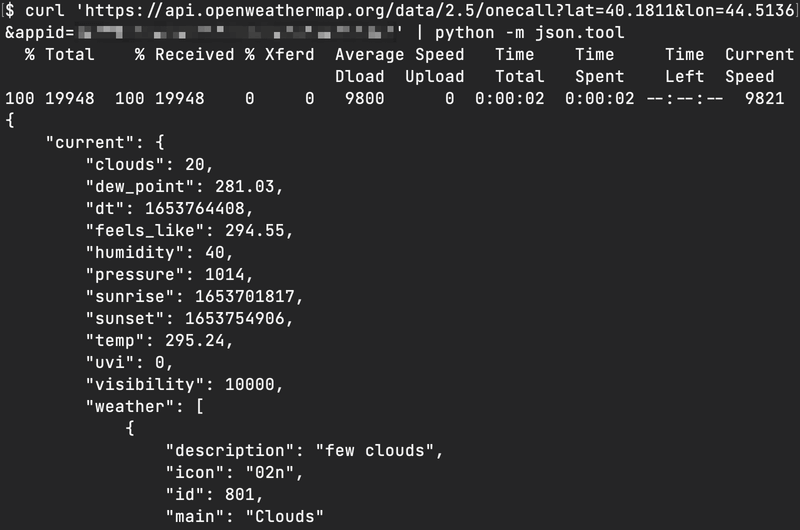 $ curl 'https://api.openweathermap.org/data/2.5/onecall?lat=40.1811&lon=44.5136
&appid=' | python -m json.tool
% Total % Received % Xferd Average Speed Time Time Time Current
Dload Upload Total Spent Left Speed
100 19948 100 19948 0 0 9800 0 0:00:02 0:00:02 --:--:-- 9821
{
"current": {
"clouds": 20,
"dew_point": 281.03,
"dt": 1653764408,
"feels_like": 294.55,
"humidity": 40,
"pressure": 1014,
"sunrise": 1653701817,
"sunset": 1653754906,
"temp": 295.24,
"uvi": 0,
"visibility": 10000,
"weather": [
{
"description": "few clouds",
"icon": "02n",
"id": 801,
"main": "Clouds"